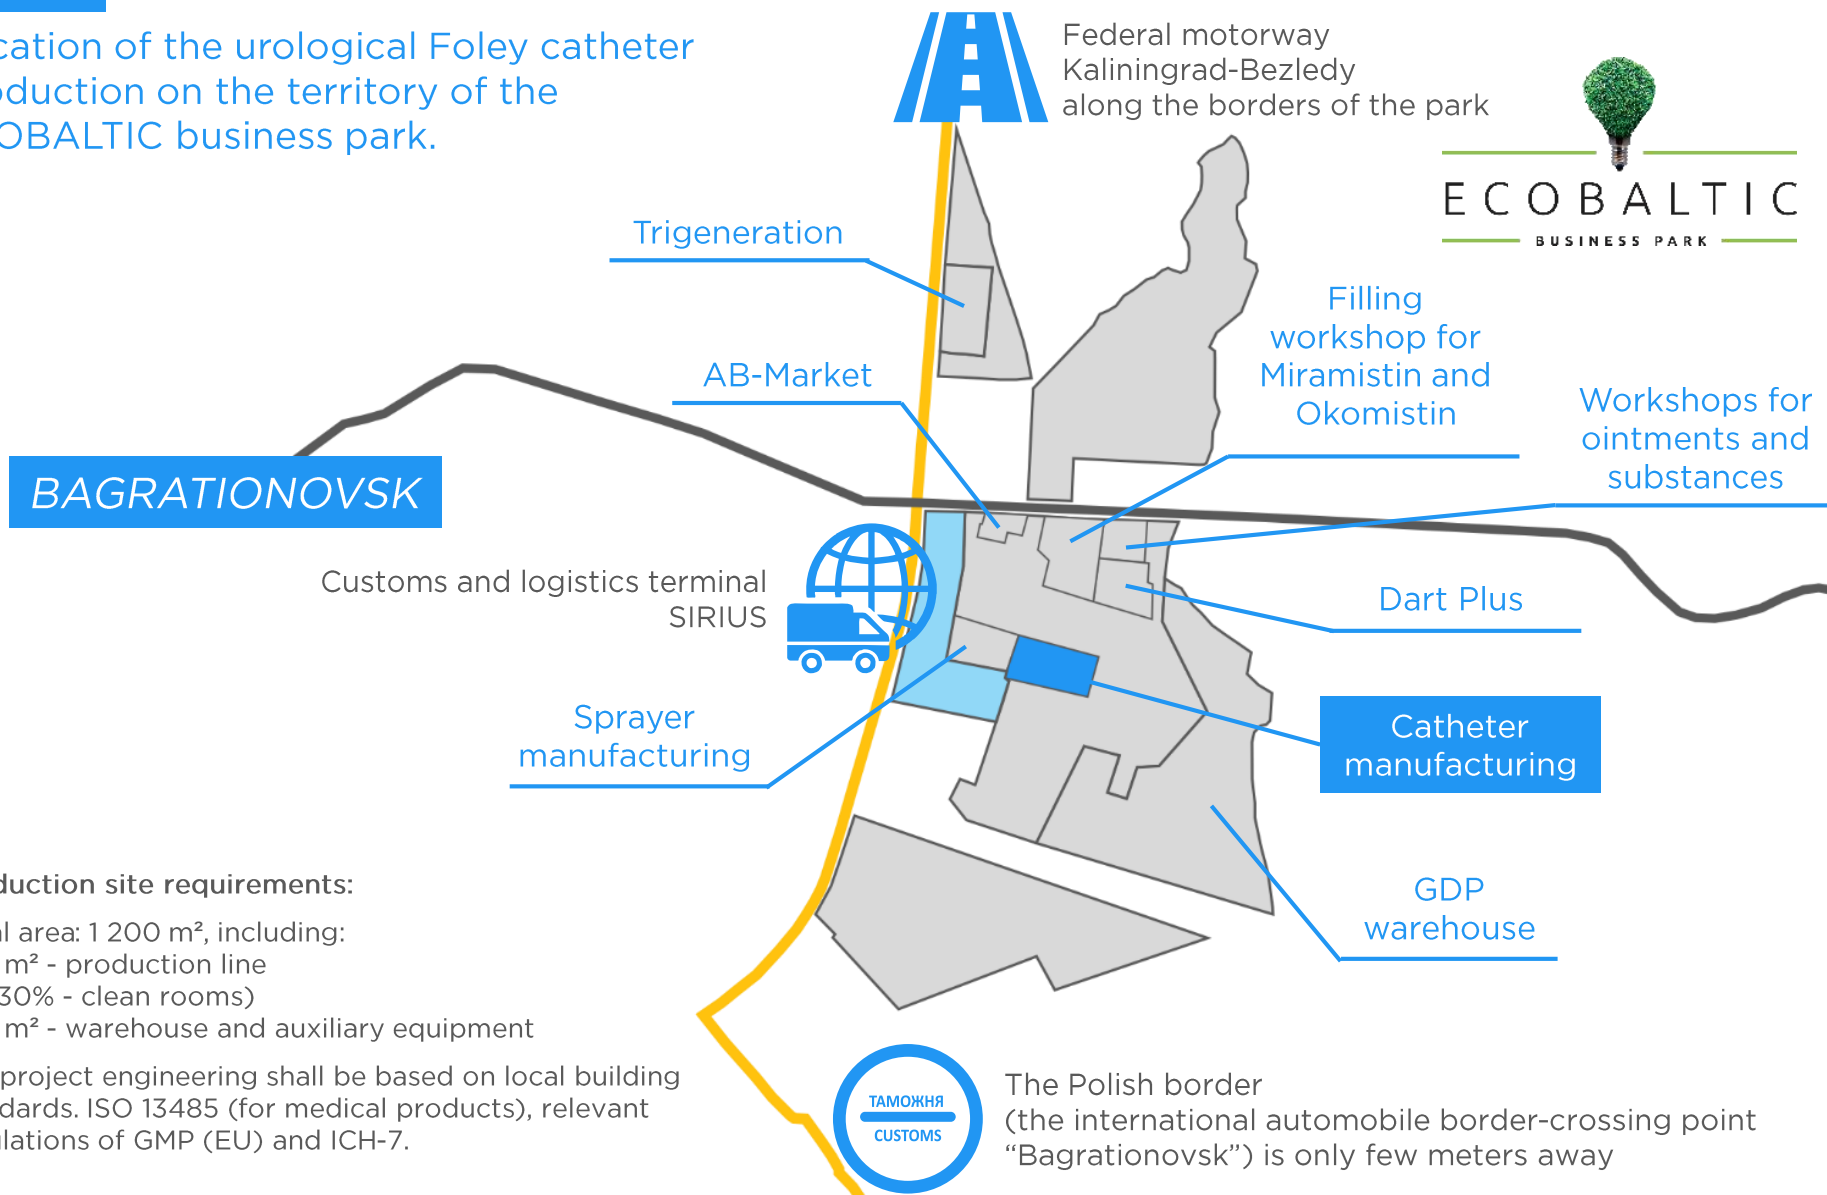 cation of the urological Foley catheter
oduction on the territory of the
OBALTIC business park.
Federal motorway
Kaliningrad-Bezledy
along the borders of the park
ECOBALTIC
BUSINESS PARK
Trigeneration
AB-Market
Filling
workshop for
Miramistin and
Okomistin
Workshops for
ointments and
substances
BAGRATIONOVSK
Customs and logistics terminal
SIRIUS
Dart Plus
Sprayer
manufacturing
Catheter
manufacturing
GDP
warehouse
duction site requirements:
al area: 1 200 m², including:
m² - production line
30% - clean rooms)
m² - warehouse and auxiliary equipment
project engineering shall be based on local building
dards. ISO 13485 (for medical products), relevant
ulations of GMP (EU) and ICH-7.
ТАМОЖНЯ
CUSTOMS
The Polish border
(the international automobile border-crossing point
“Bagrationovsk”) is only few meters away